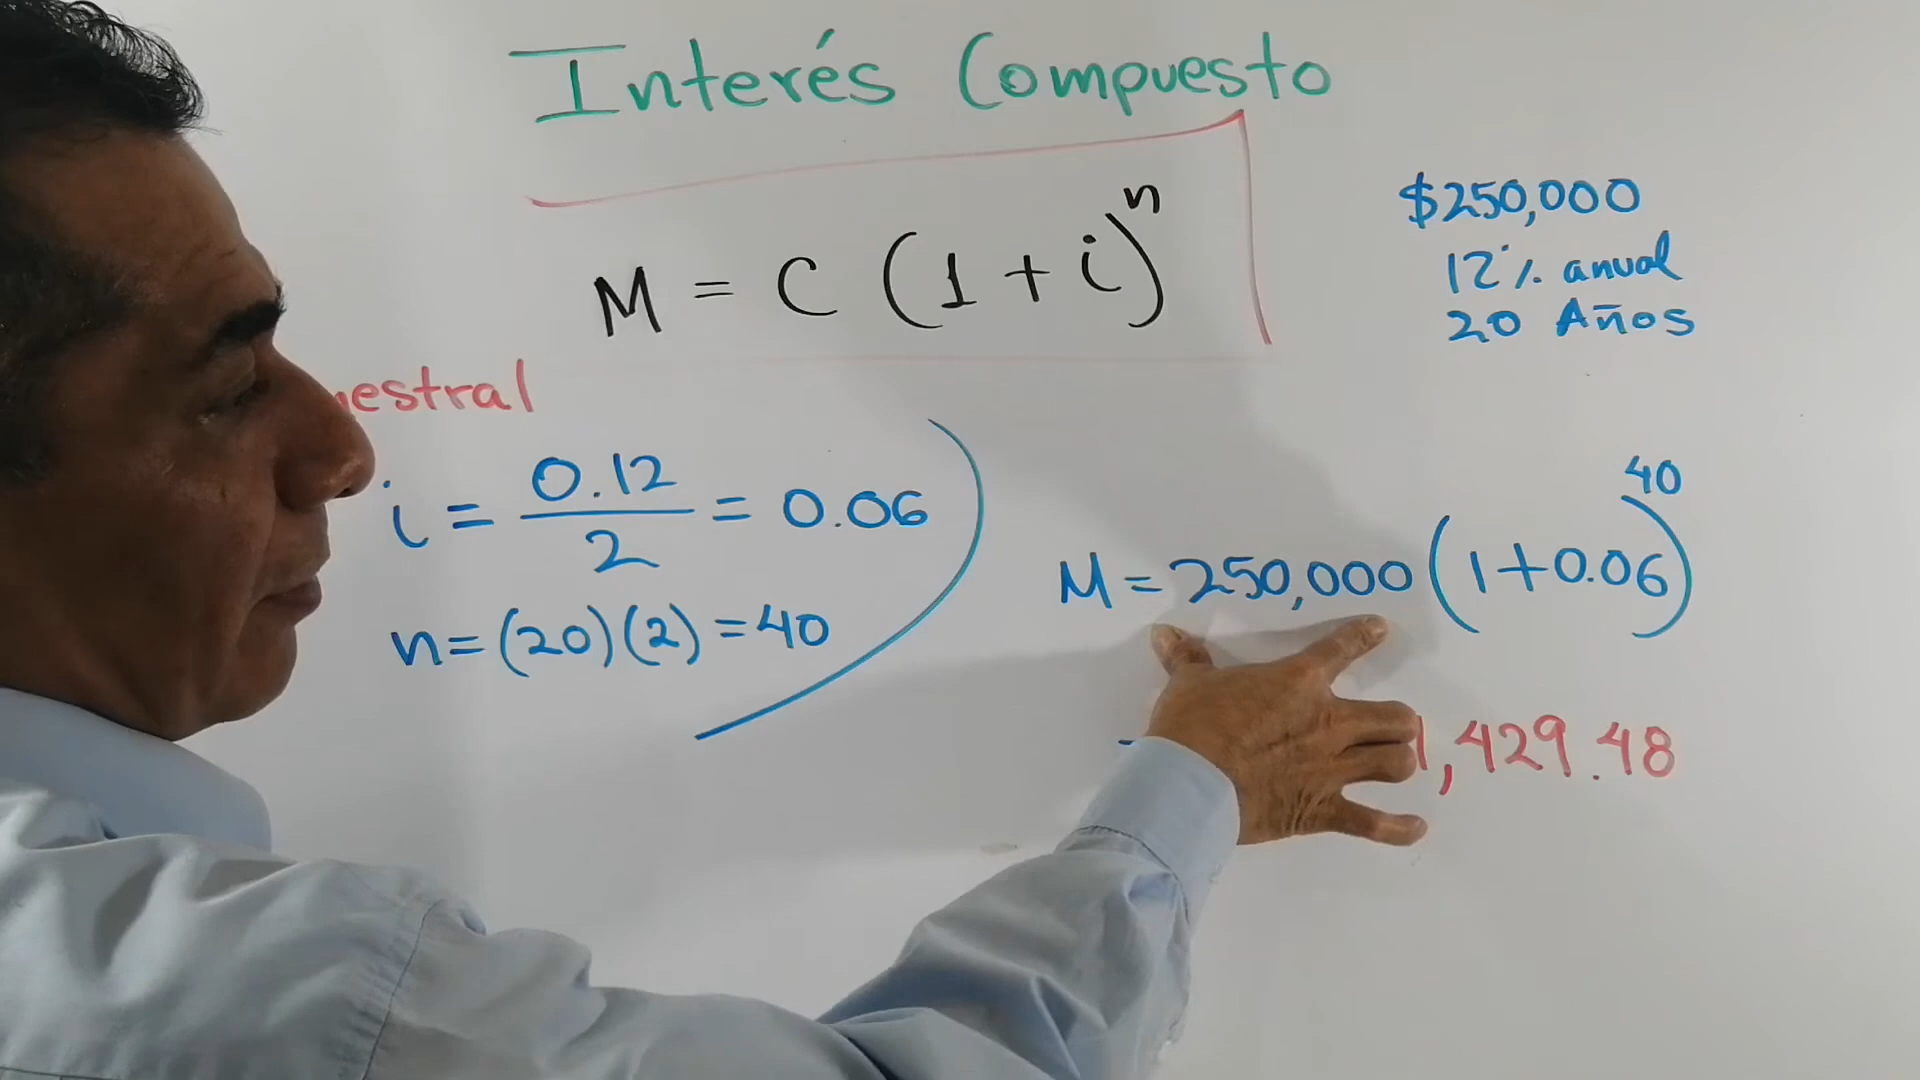 Interés Compuesto
M = C (1 + i)^n
$250,000
12% anual
20 Años
i = 0.12 / 2 = 0.06
n = (20)(2) = 40
M = 250,000 (1+0.06)^40
,429.48